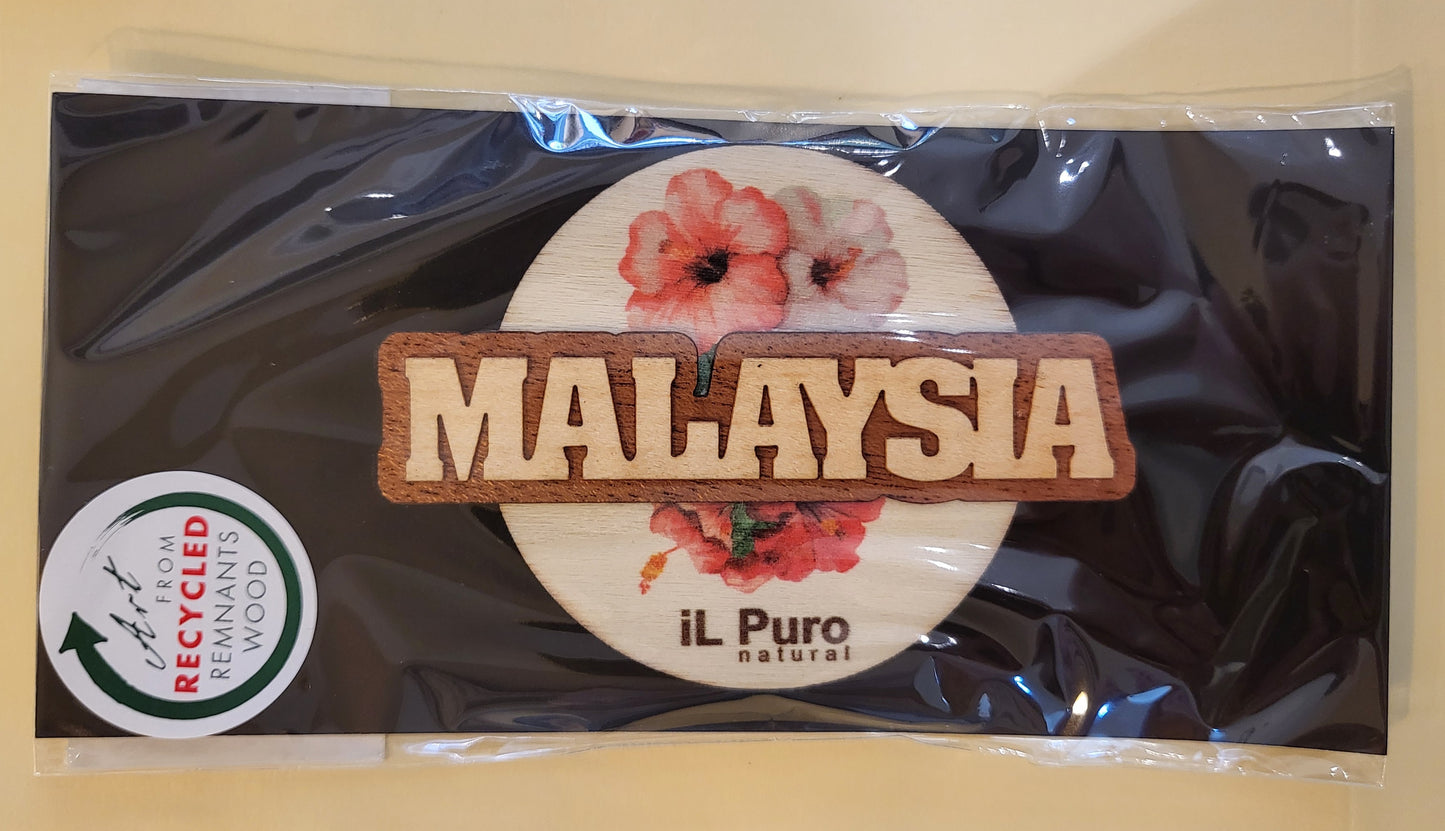 MALAYSIA
iL Puro
natural
Art
FROM
RECYCLED
REMNANTS
WOOD